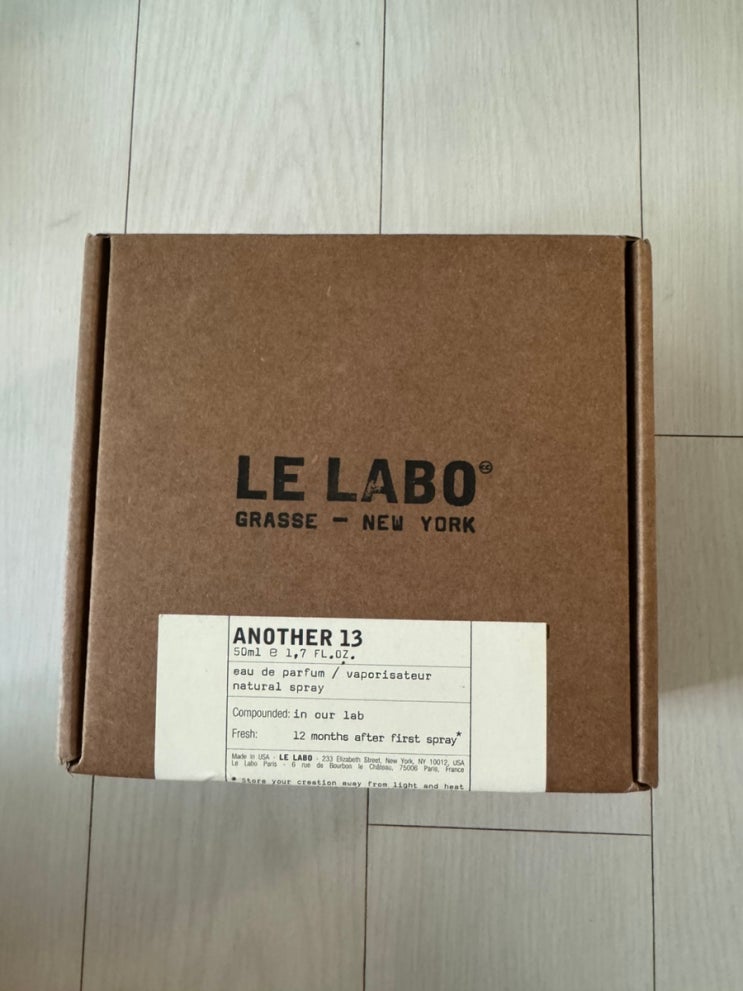 LE LABO
GRASSE — NEW YORK
ANOTHER 13
50ml ℮ 1,7 FL.OZ.
eau de parfum / vaporisateur
natural spray
Compounded: in our lab
Fresh: 12 months after first spray*
Made in USA - LE LABO - 233 Elizabeth Street, New York, NY 10012, USA
Le Labo Paris - 6 rue de Bourbon le Château, 75006 Paris, France
* Store your creation away from light and heat